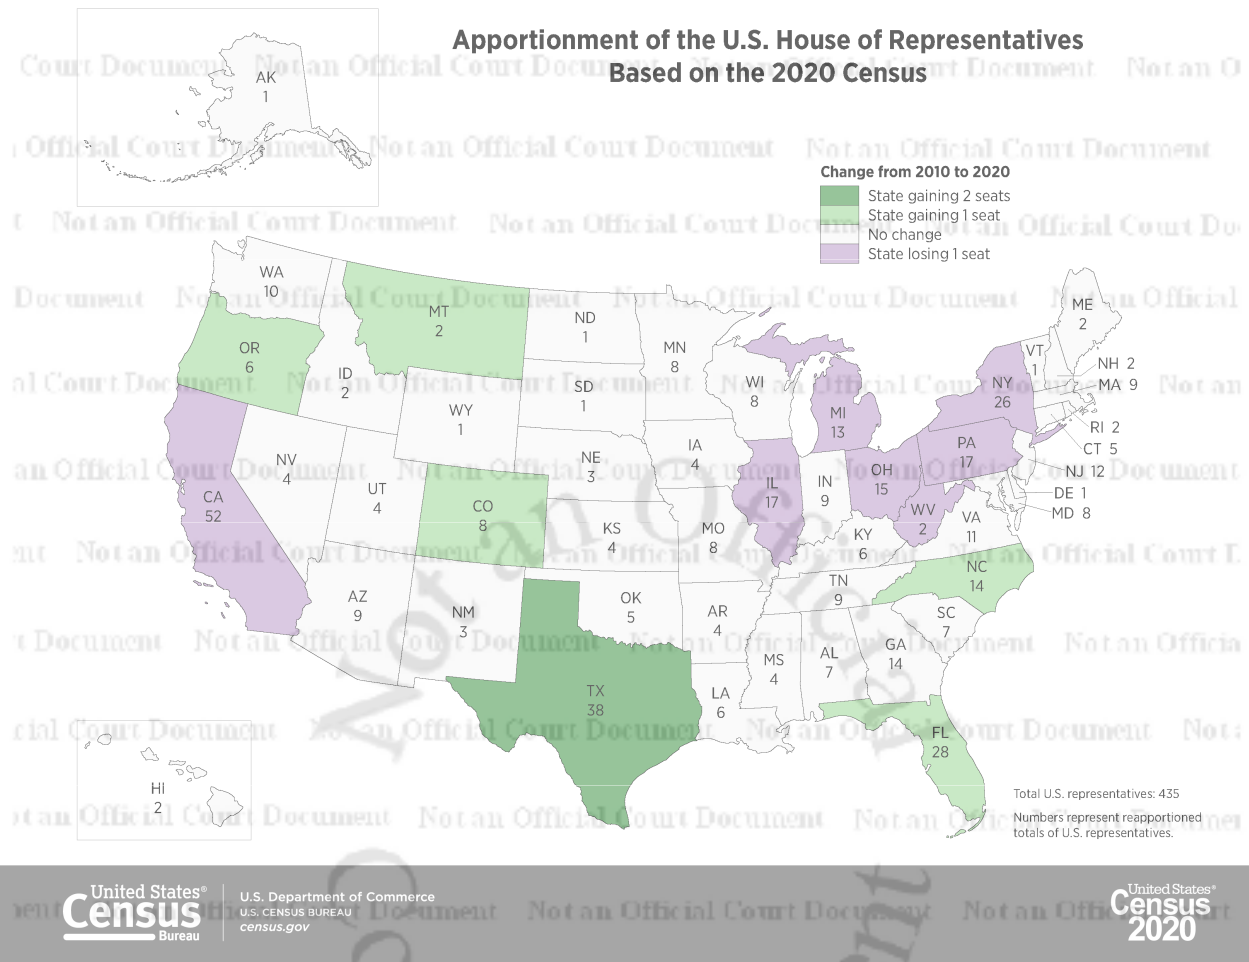 Apportionment of the U.S. House of Representatives
Based on the 2020 Census
AK
1
Change from 2010 to 2020
State gaining 2 seats
State gaining 1 seat
No change
State losing 1 seat
WA
10
OR
6
MT
2
ID
2
ND
1
SD
1
MN
8
WI
8
WY
1
NV
4
UT
4
CO
8
NE
3
IA
4
CA
52
KS
4
MO
8
IL
17
IN
9
MI
13
OH
15
KY
6
WV
2
VA
11
PA
17
NY
26
VT
1
ME
2
NH 2
MA 9
RI 2
CT 5
NJ 12
DE 1
MD 8
AZ
9
NM
3
OK
5
AR
4
TN
9
NC
14
SC
7
TX
38
LA
6
MS
4
AL
7
GA
14
FL
28
HI
2
Total U.S. representatives: 435
Numbers represent reapportioned
totals of U.S. representatives.
United States®
Census
Bureau
U.S. Department of Commerce
U.S. CENSUS BUREAU
census.gov
United States®
Census
2020
Not an Official Court Document